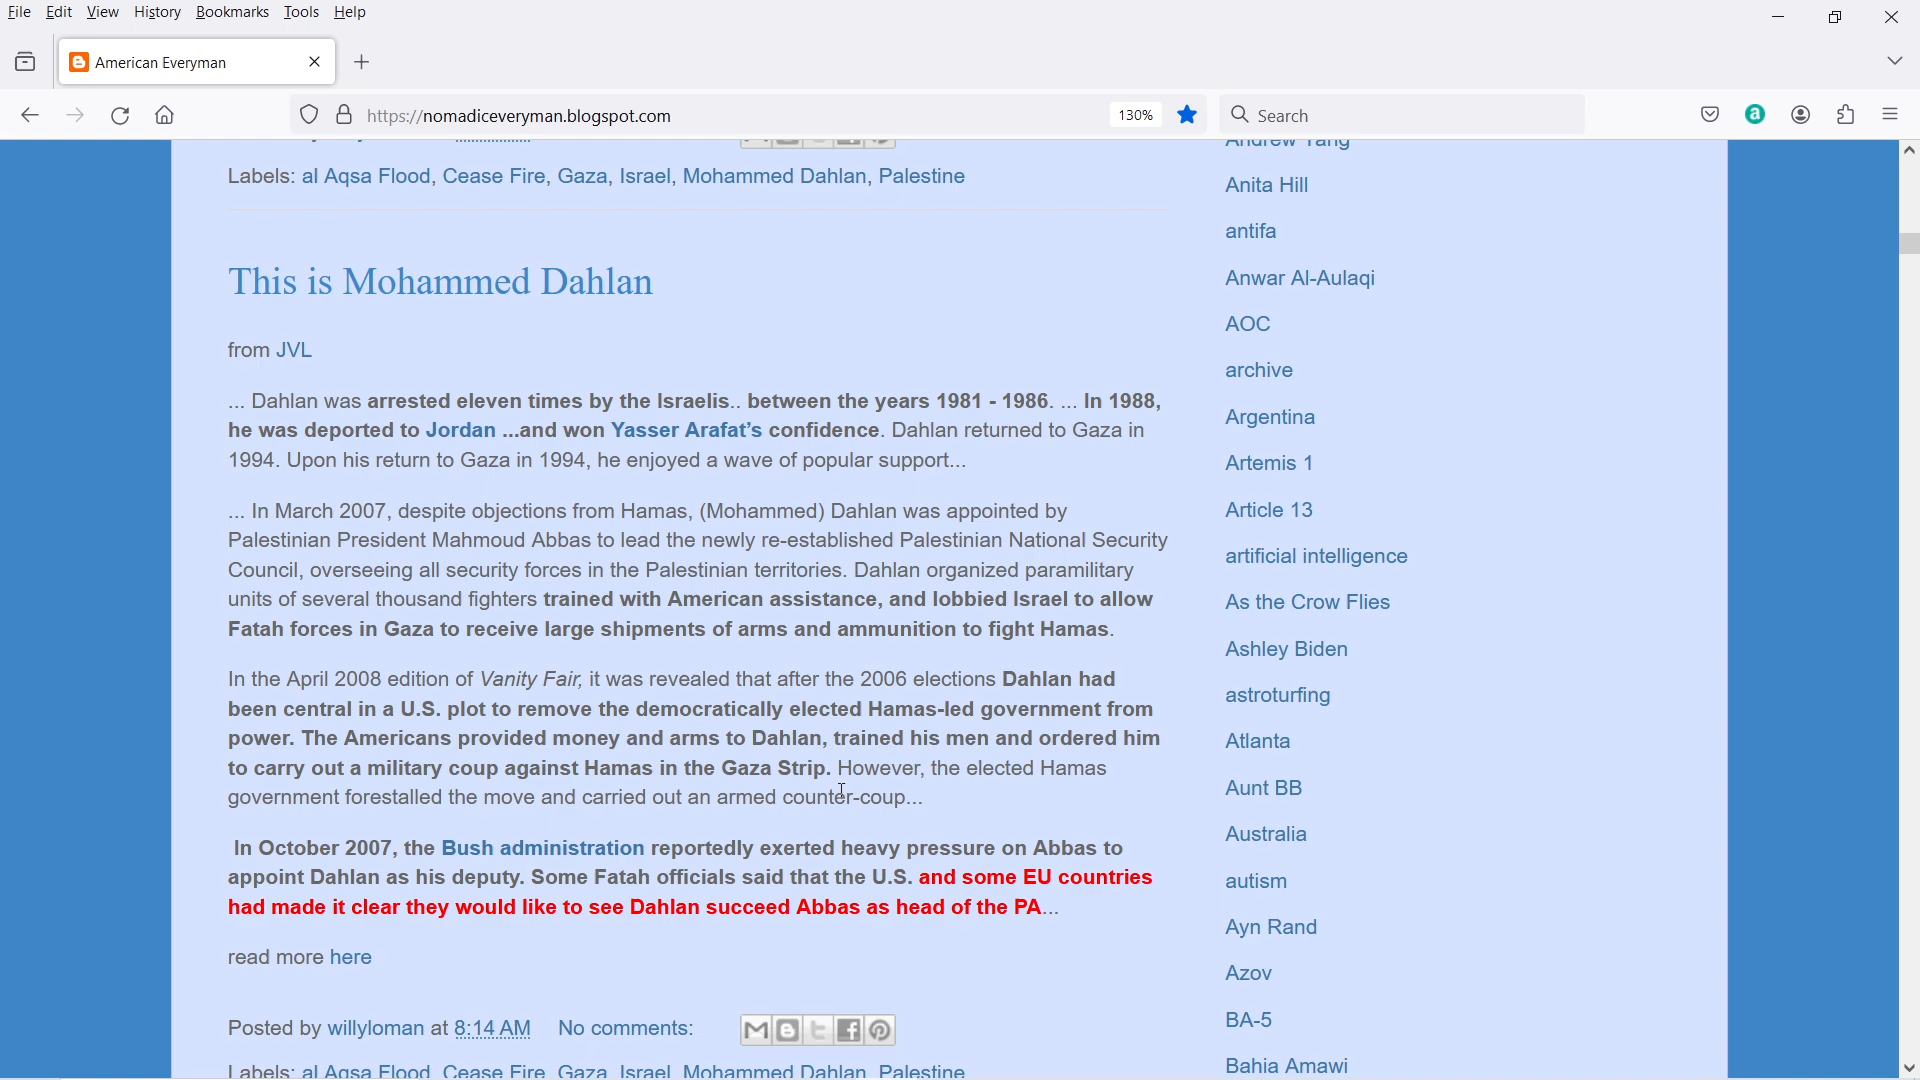 File Edit View History Bookmarks Tools Help
American Everyman
https://nomadiceveryman.blogspot.com
130%
Search
Labels: al Aqsa Flood, Cease Fire, Gaza, Israel, Mohammed Dahlan, Palestine
This is Mohammed Dahlan
from JVL
... Dahlan was arrested eleven times by the Israelis.. between the years 1981 - 1986. ... In 1988,
he was deported to Jordan ...and won Yasser Arafat's confidence. Dahlan returned to Gaza in
1994. Upon his return to Gaza in 1994, he enjoyed a wave of popular support...
... In March 2007, despite objections from Hamas, (Mohammed) Dahlan was appointed by
Palestinian President Mahmoud Abbas to lead the newly re-established Palestinian National Security
Council, overseeing all security forces in the Palestinian territories. Dahlan organized paramilitary
units of several thousand fighters trained with American assistance, and lobbied Israel to allow
Fatah forces in Gaza to receive large shipments of arms and ammunition to fight Hamas.
In the April 2008 edition of Vanity Fair, it was revealed that after the 2006 elections Dahlan had
been central in a U.S. plot to remove the democratically elected Hamas-led government from
power. The Americans provided money and arms to Dahlan, trained his men and ordered him
to carry out a military coup against Hamas in the Gaza Strip. However, the elected Hamas
government forestalled the move and carried out an armed counter-coup...
In October 2007, the Bush administration reportedly exerted heavy pressure on Abbas to
appoint Dahlan as his deputy. Some Fatah officials said that the U.S. and some EU countries
had made it clear they would like to see Dahlan succeed Abbas as head of the PA...
read more here
Posted by willyloman at 8:14 AM No comments:
Labels: al Aqsa Flood, Cease Fire, Gaza, Israel, Mohammed Dahlan, Palestine
Andrew Yang
Anita Hill
antifa
Anwar Al-Aulaqi
AOC
archive
Argentina
Artemis 1
Article 13
artificial intelligence
As the Crow Flies
Ashley Biden
astroturfing
Atlanta
Aunt BB
Australia
autism
Ayn Rand
Azov
BA-5
Bahia Amawi